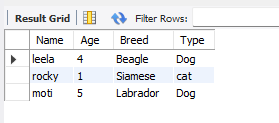 Result Grid Filter Rows:
Name Age Breed Type
leela 4 Beagle Dog
rocky 1 Siamese cat
moti 5 Labrador Dog